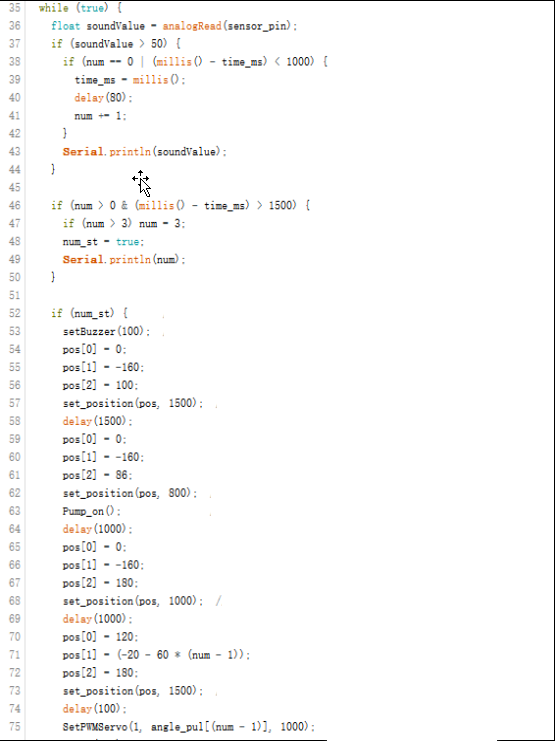 35 while (true) {
36 float soundValue = analogRead(sensor_pin);
37 if (soundValue > 50) {
38 if (num == 0 | (millis() - time_ms) < 1000) {
39 time_ms = millis();
40 delay(80);
41 num += 1;
42 }
43 Serial.println(soundValue);
44 }
45
46 if (num > 0 & (millis() - time_ms) > 1500) {
47 if (num > 3) num = 3;
48 num_st = true;
49 Serial.println(num);
50 }
51
52 if (num_st) {
53 setBuzzer(100);
54 pos[0] = 0;
55 pos[1] = -160;
56 pos[2] = 100;
57 set_position(pos, 1500);
58 delay(1500);
59 pos[0] = 0;
60 pos[1] = -160;
61 pos[2] = 86;
62 set_position(pos, 800);
63 Pump_on();
64 delay(1000);
65 pos[0] = 0;
66 pos[1] = -160;
67 pos[2] = 180;
68 set_position(pos, 1000); /
69 delay(1000);
70 pos[0] = 120;
71 pos[1] = (-20 - 60 * (num - 1));
72 pos[2] = 180;
73 set_position(pos, 1500);
74 delay(100);
75 SetPWMServo(1, angle_pul[(num - 1)], 1000);